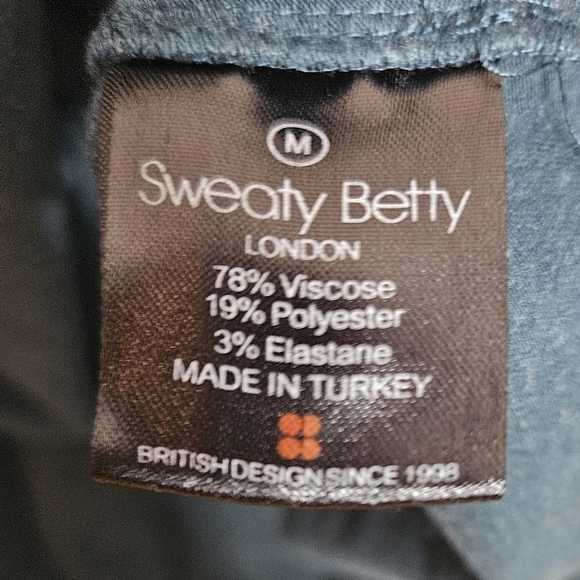 M
Sweaty Betty
LONDON
78% Viscose
19% Polyester
3% Elastane
MADE IN TURKEY
BRITISH DESIGN SINCE 1998